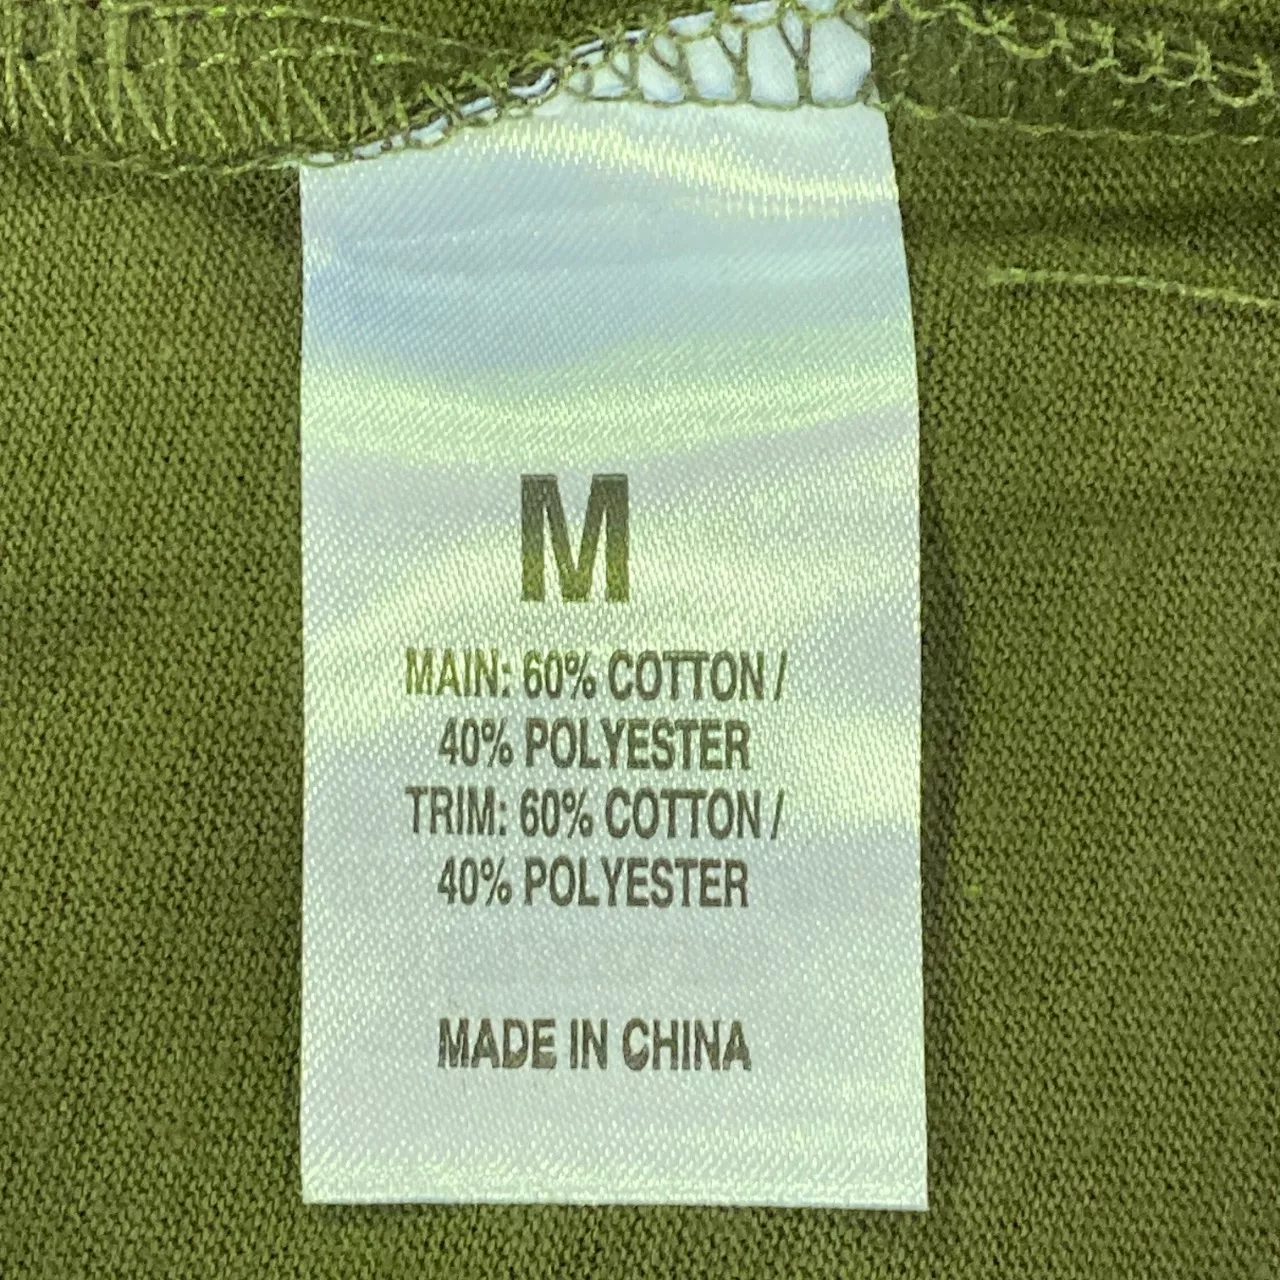 M
MAIN: 60% COTTON /
40% POLYESTER
TRIM: 60% COTTON /
40% POLYESTER
MADE IN CHINA